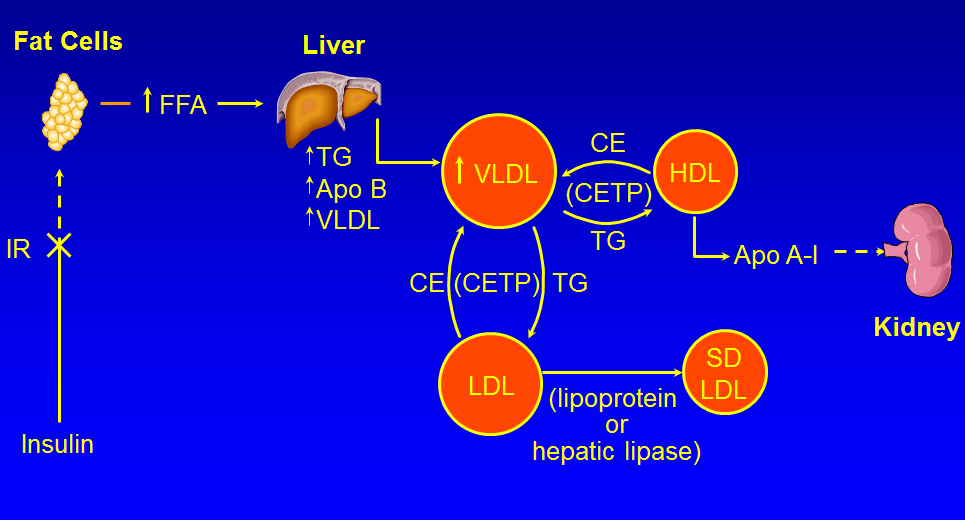 Fat Cells
Liver
↑ FFA
↑TG
↑Apo B
↑VLDL
↑ VLDL
CE
(CETP)
TG
HDL
IR
Apo A-I
CE (CETP) TG
Kidney
LDL
SD
LDL
(lipoprotein
or
hepatic lipase)
Insulin